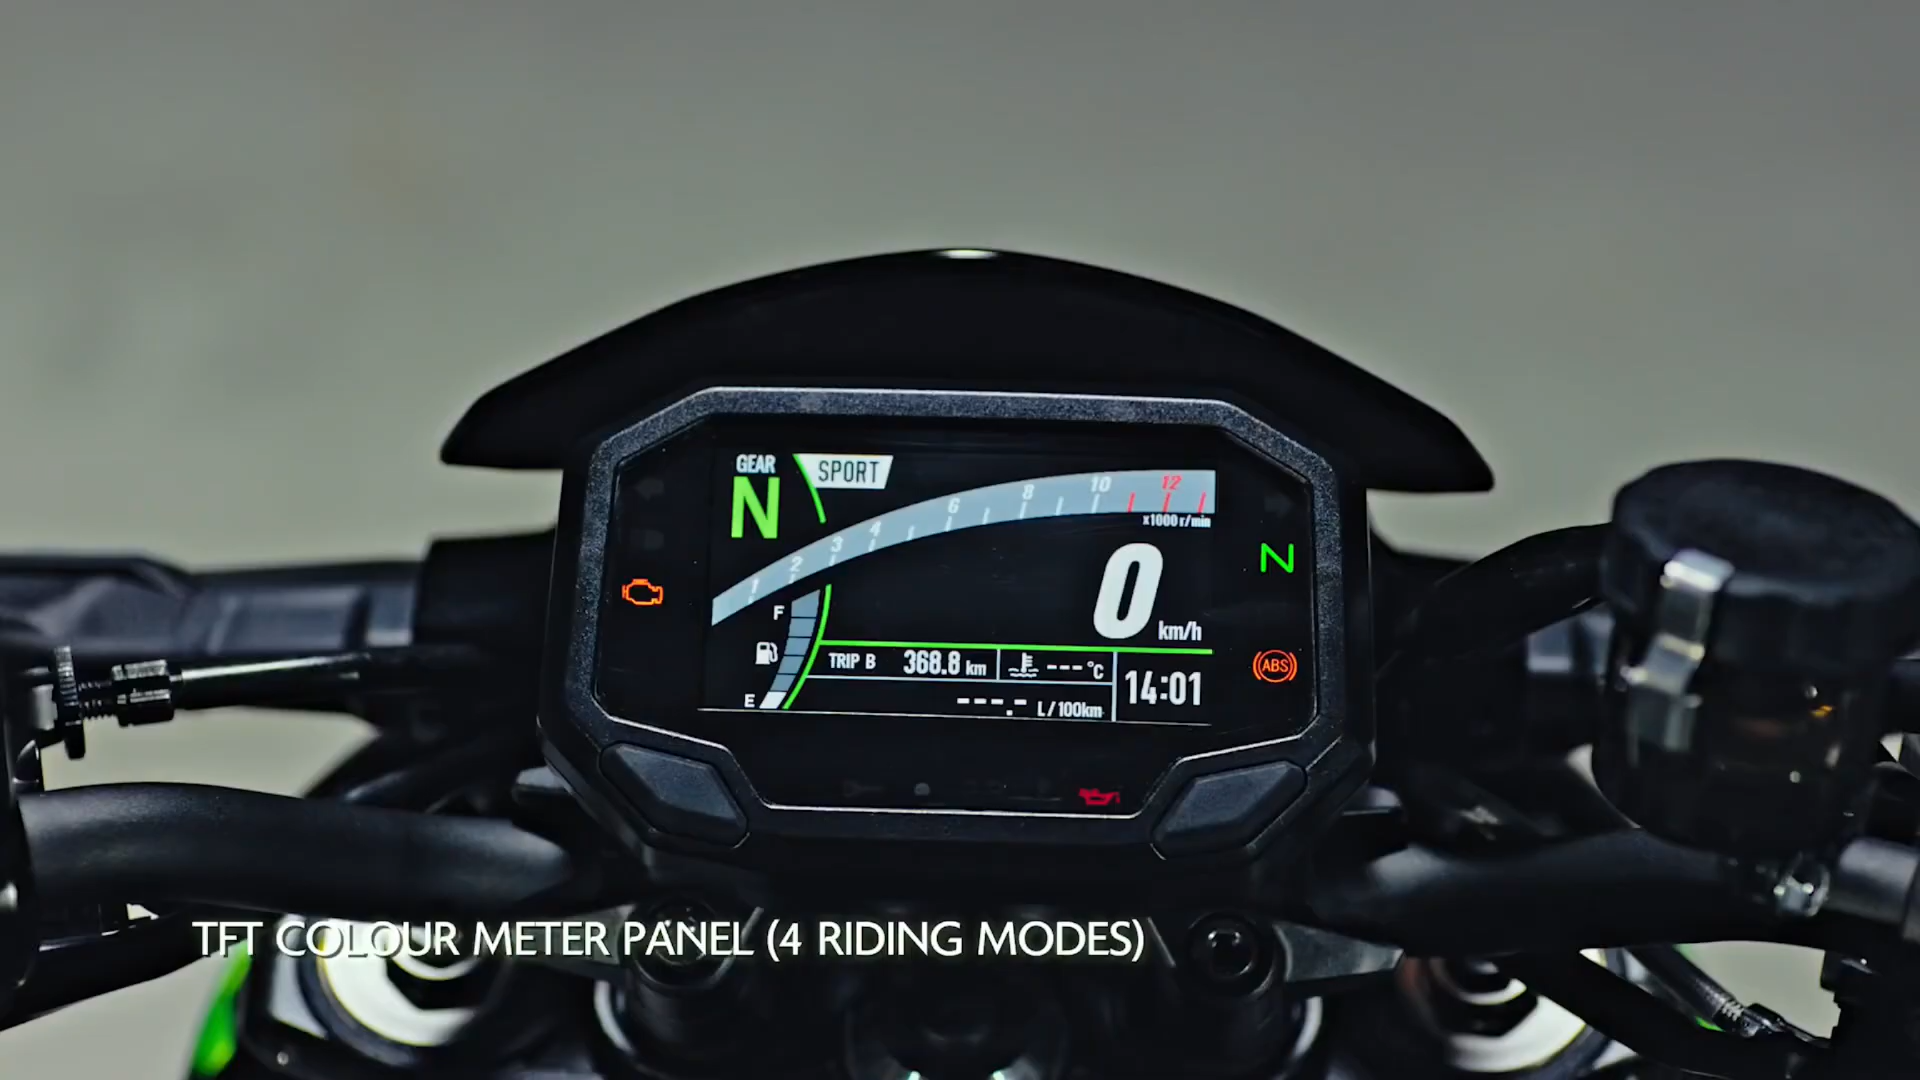 GEAR
N
SPORT
1 2 3 4 6 8 10 12
x1000 r/min
0 km/h
N
F
E
TRIP B 368.8 km
---°C
14:01
---.- L/100km
ABS
TFT COLOUR METER PANEL (4 RIDING MODES)